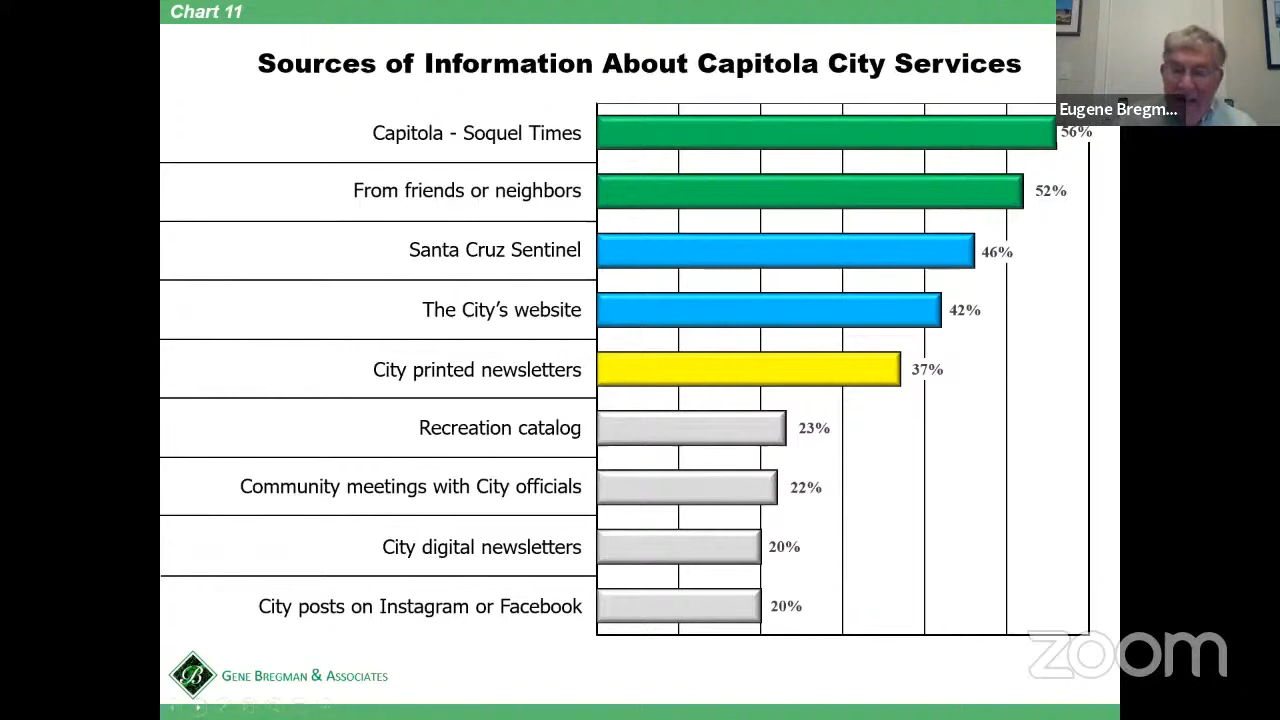 Chart 11
Sources of Information About Capitola City Services
Eugene Bregm...
Capitola - Soquel Times
56%
From friends or neighbors
52%
Santa Cruz Sentinel
46%
The City’s website
42%
City printed newsletters
37%
Recreation catalog
23%
Community meetings with City officials
22%
City digital newsletters
20%
City posts on Instagram or Facebook
20%
B
GENE BREGMAN & ASSOCIATES
zoom